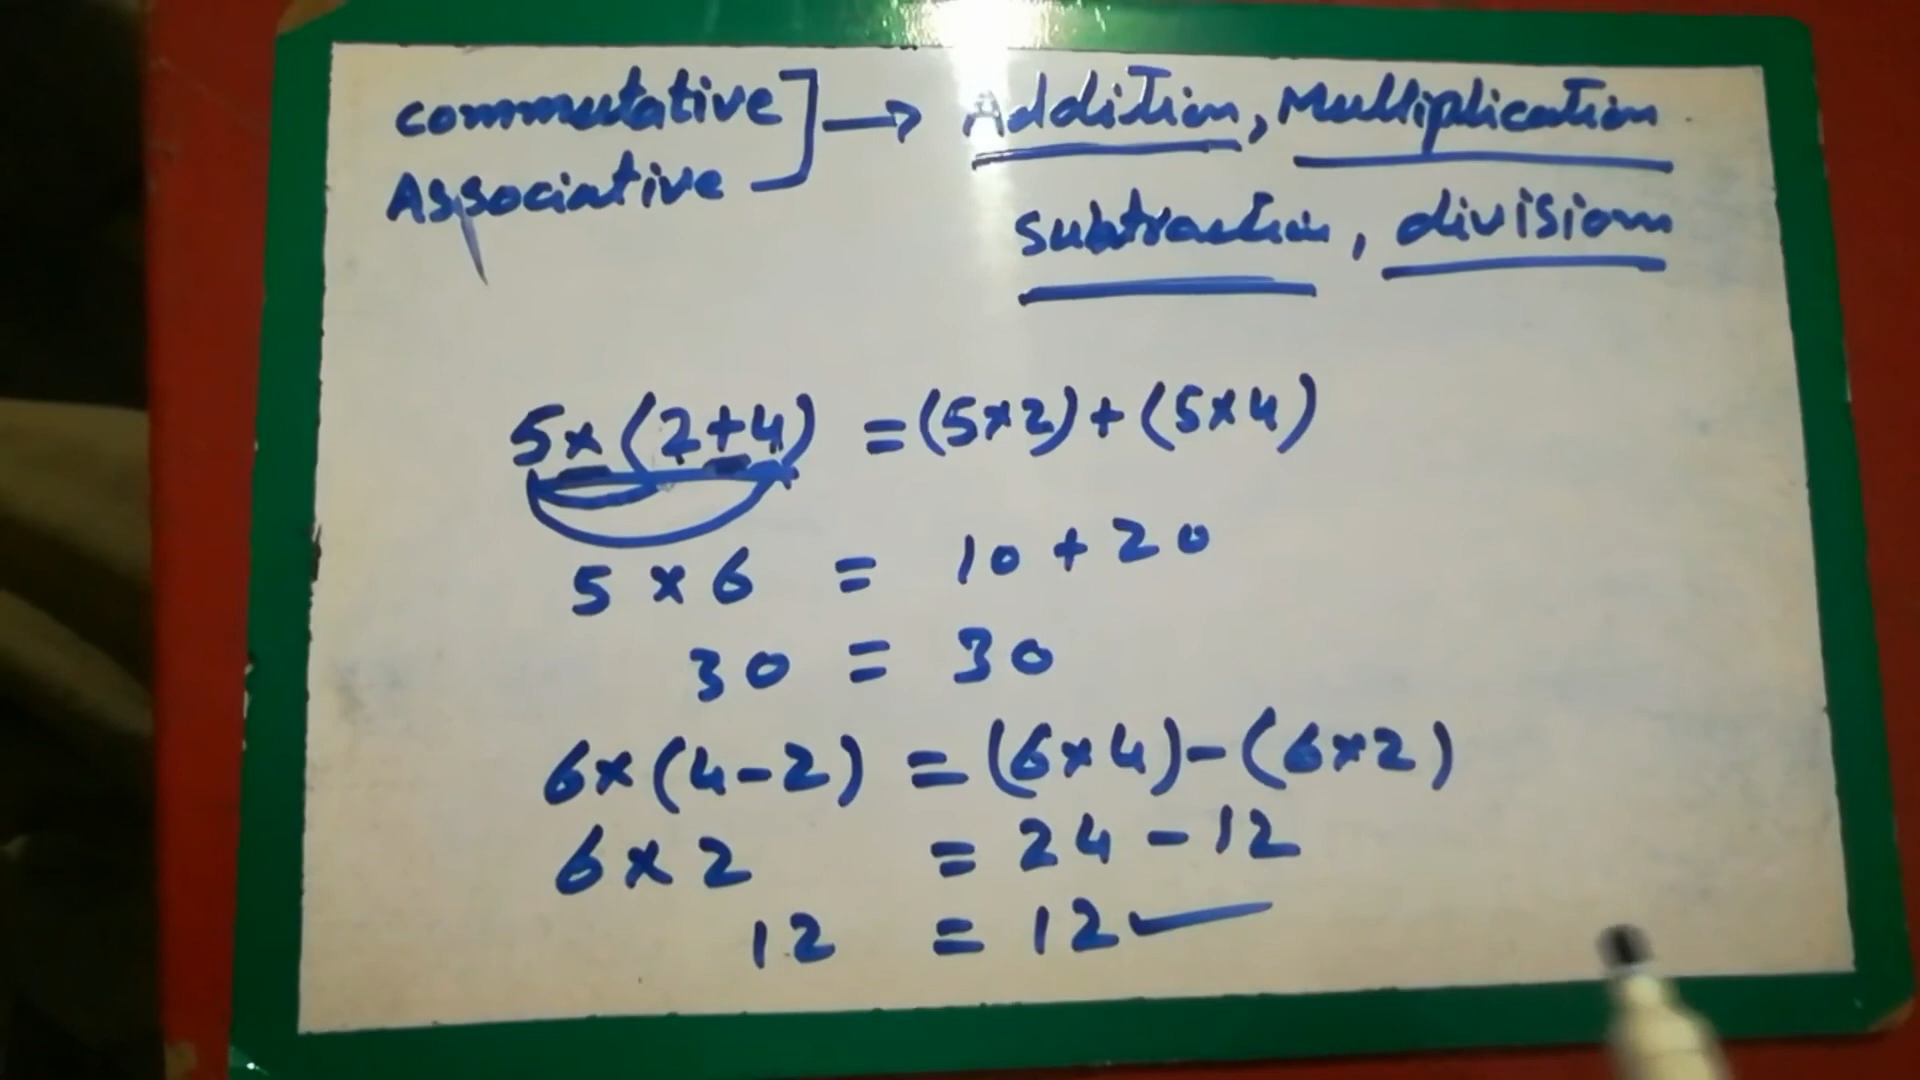 commutative ] → Addition, Multiplication
Associative
subtraction, division
5×(2+4) = (5×2)+(5×4)
5 × 6 = 10 + 20
30 = 30
6×(4-2) = (6×4)-(6×2)
6 × 2 = 24 - 12
12 = 12